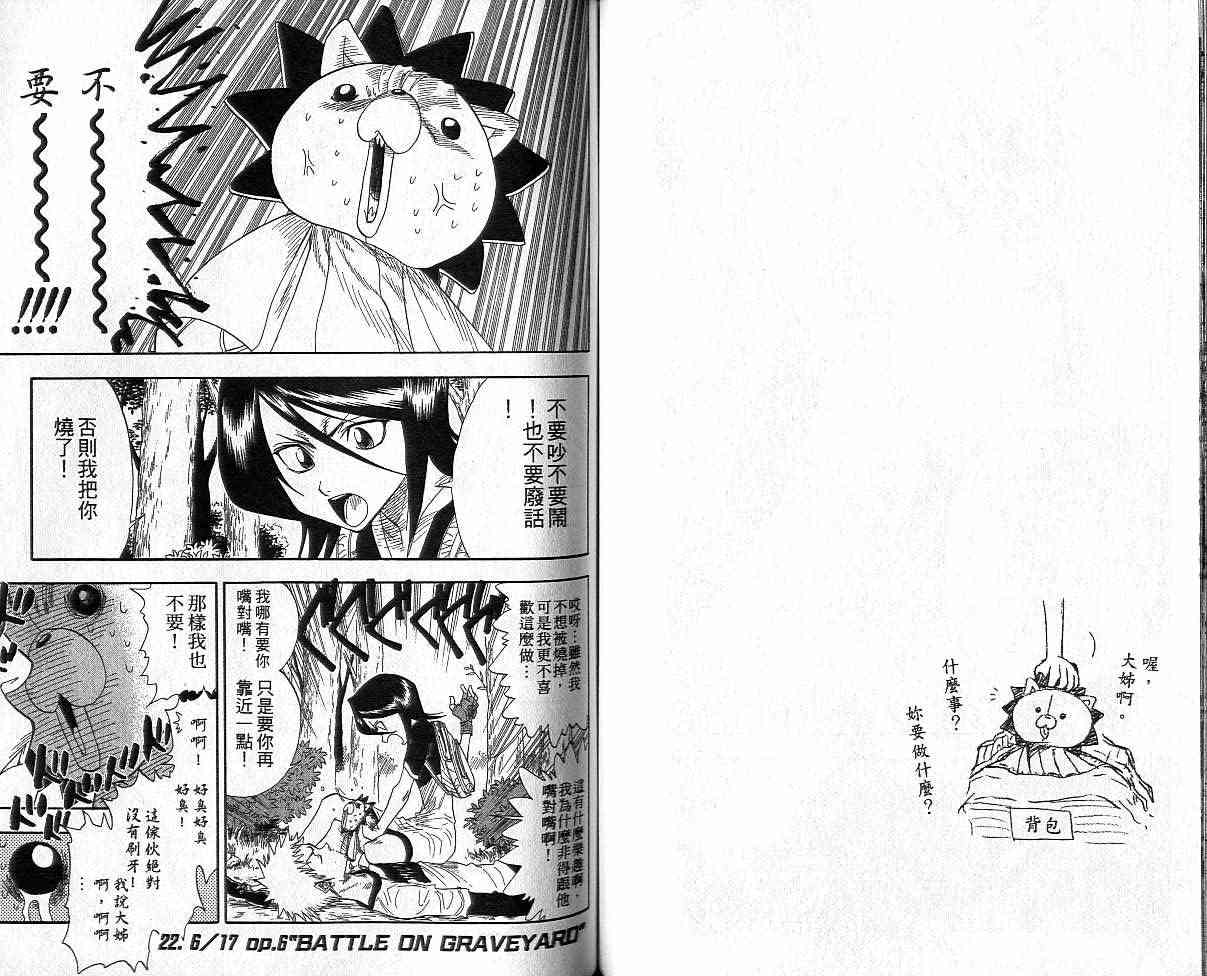 喔，
大姊啊。
什麼事？
妳要做什麼？
背包
不
要
!!!!
不要吵不要鬧
！也不要廢話
！
否則我把你
燒了！
哎呀…雖然我
不想被燒掉，
可是我更不喜
歡這麼做…
這有什麼樂趣啊，
我為什麼非得跟他
嘴對嘴啊！
我哪有要你
嘴對嘴！
只是要你再
靠近一點！
那樣我也
不要！
啊啊！
好臭好臭
好臭！
這傢伙絕對
沒有刷牙！
我說大姊
啊，啊啊
…
22. 6/17 op.6"BATTLE ON GRAVEYARD"